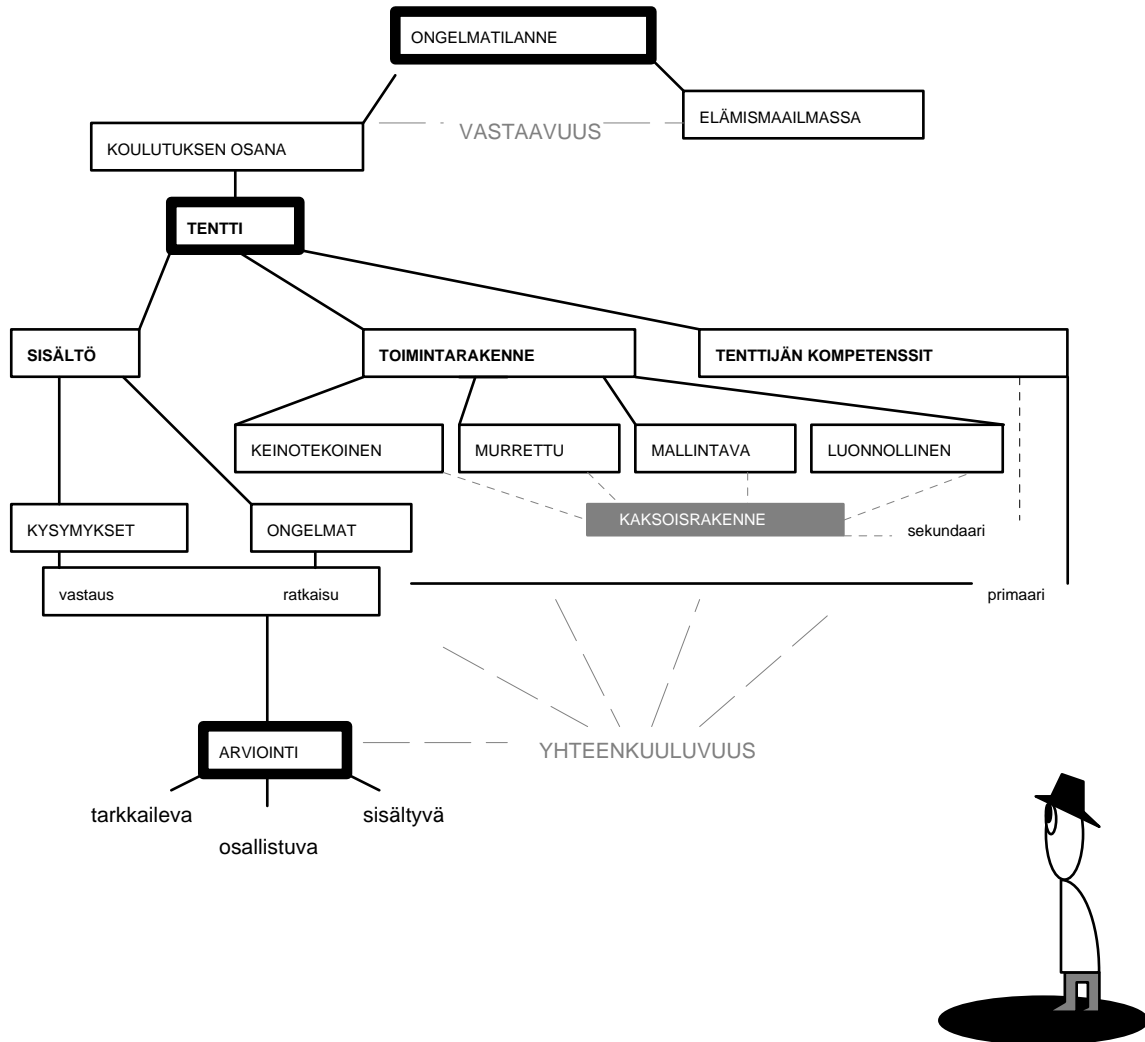 ONGELMATILANNE
ELÄMISMAAILMASSA
VASTAAVUUS
KOULUTUKSEN OSANA
TENTTI
SISÄLTÖ
TOIMINTARAKENNE
TENTTIJÄN KOMPETENSSIT
KEINOTEKOINEN
MURRETTU
MALLINTAVA
LUONNOLLINEN
KYSYMYKSET
ONGELMAT
KAKSOISRAKENNE
sekundaari
vastaus
ratkaisu
primaari
ARVIOINTI
YHTEENKUULUVUUS
tarkkaileva
sisältyvä
osallistuva